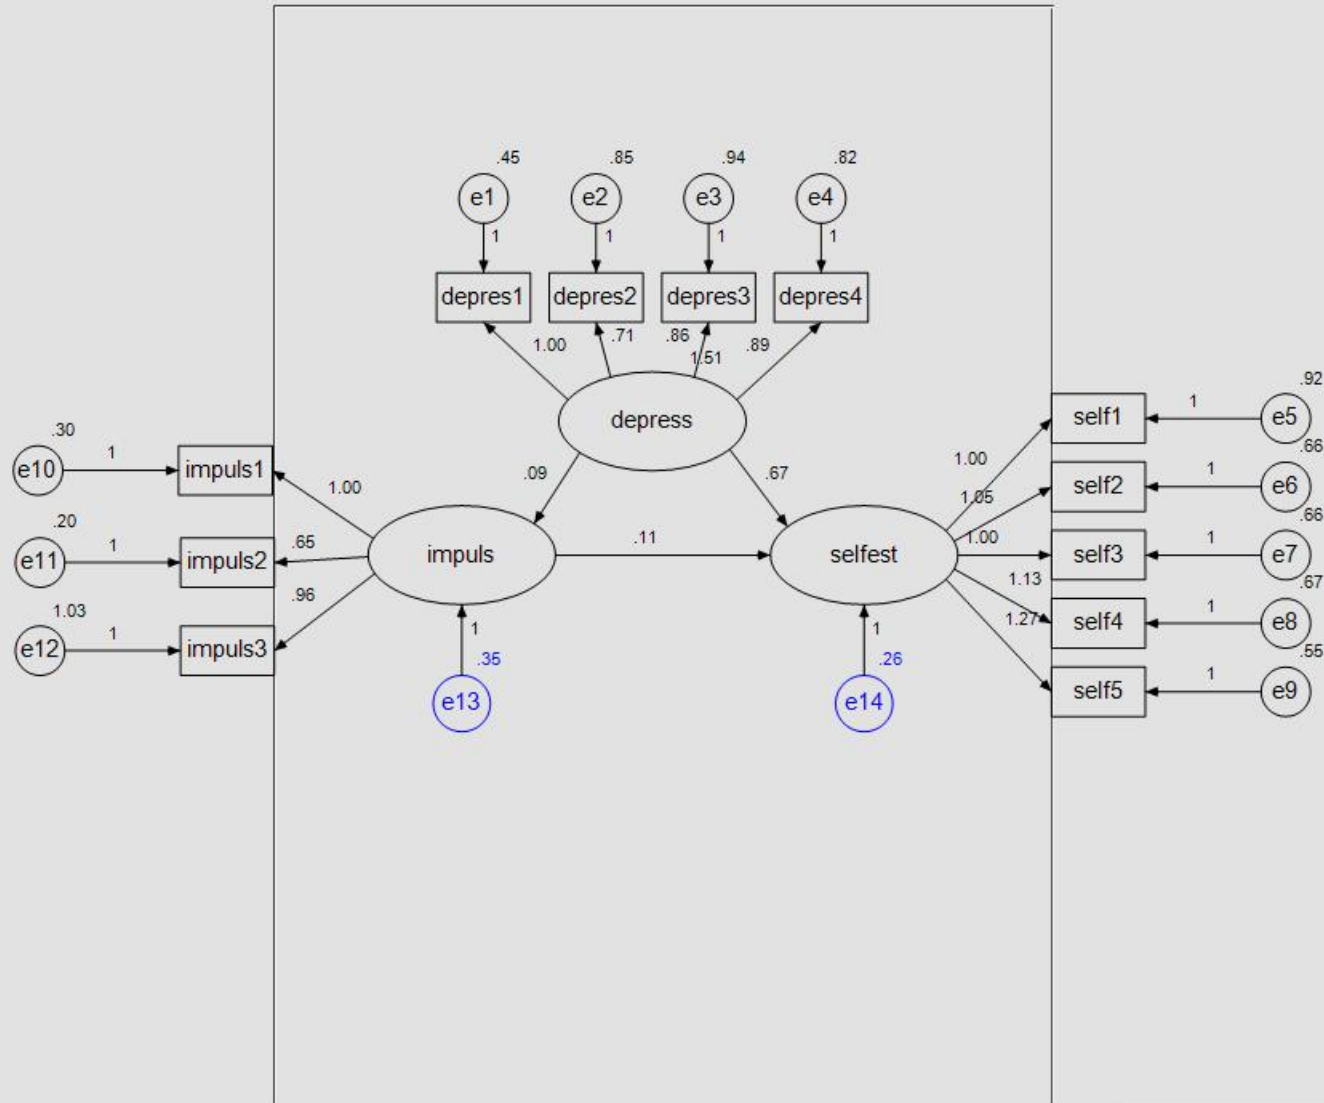 .45 .85 .94 .82
e1 e2 e3 e4
1 1 1 1
depres1 depres2 depres3 depres4
1.00 .71 .86 .89
1.51
depress
.09 .67
.30
e10 1 impuls1
1.00
.20
e11 1 impuls2
.65
1.03
e12 1 impuls3
.96
impuls .11 selfest
1 1
.35 .26
e13 e14
.92
1.00 self1 1 e5
.66
1.05 self2 1 e6
.66
1.00 self3 1 e7
.67
1.13 self4 1 e8
.55
1.27 self5 1 e9